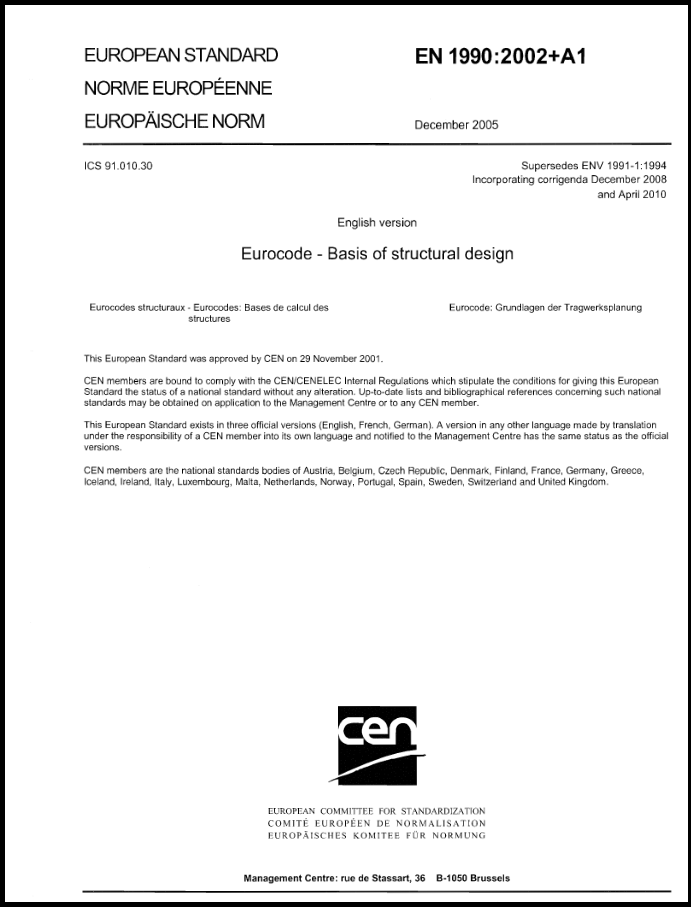 EUROPEAN STANDARD
EN 1990:2002+A1
NORME EUROPÉENNE
EUROPÄISCHE NORM
December 2005
ICS 91.010.30
Supersedes ENV 1991-1:1994
Incorporating corrigenda December 2008
and April 2010
English version
Eurocode - Basis of structural design
Eurocodes structuraux - Eurocodes: Bases de calcul des
structures
Eurocode: Grundlagen der Tragwerksplanung
This European Standard was approved by CEN on 29 November 2001.
CEN members are bound to comply with the CEN/CENELEC Internal Regulations which stipulate the conditions for giving this European
Standard the status of a national standard without any alteration. Up-to-date lists and bibliographical references concerning such national
standards may be obtained on application to the Management Centre or to any CEN member.
This European Standard exists in three official versions (English, French, German). A version in any other language made by translation
under the responsibility of a CEN member into its own language and notified to the Management Centre has the same status as the official
versions.
CEN members are the national standards bodies of Austria, Belgium, Czech Republic, Denmark, Finland, France, Germany, Greece,
Iceland, Ireland, Italy, Luxembourg, Malta, Netherlands, Norway, Portugal, Spain, Sweden, Switzerland and United Kingdom.
cen
EUROPEAN COMMITTEE FOR STANDARDIZATION
COMITÉ EUROPÉEN DE NORMALISATION
EUROPÄISCHES KOMITEE FÜR NORMUNG
Management Centre: rue de Stassart, 36 B-1050 Brussels